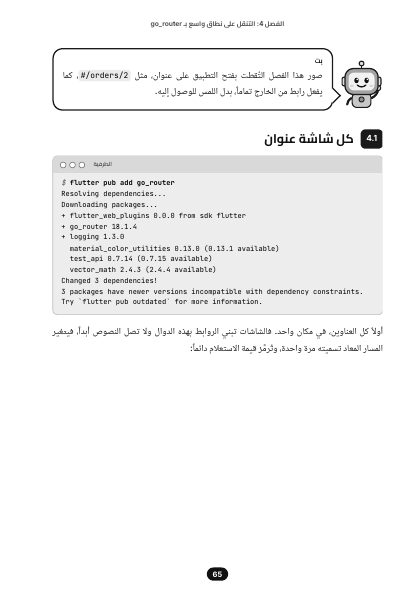 الفصل 4: التنقل على نطاق واسع بـ go_router
بِت
صور هذا الفصل التُقطت بفتح التطبيق على عنوان، مثل #/orders/2، كما
يفعل رابط من الخارج تماماً، بدل اللمس للوصول إليه.
4.1 كل شاشة عنوان
الطرفية
$ flutter pub add go_router
Resolving dependencies...
Downloading packages...
+ flutter_web_plugins 0.0.0 from sdk flutter
+ go_router 18.1.4
+ logging 1.3.0
material_color_utilities 0.13.0 (0.13.1 available)
test_api 0.7.14 (0.7.15 available)
vector_math 2.4.3 (2.4.4 available)
Changed 3 dependencies!
3 packages have newer versions incompatible with dependency constraints.
Try `flutter pub outdated` for more information.
أولاً كل العناوين، في مكان واحد. فالشاشات تبني الروابط بهذه الدوال ولا تصل النصوص أبداً، فيتغير
المسار المعاد تسميته مرة واحدة، وتُرمَّز قيمة الاستعلام دائماً:
65